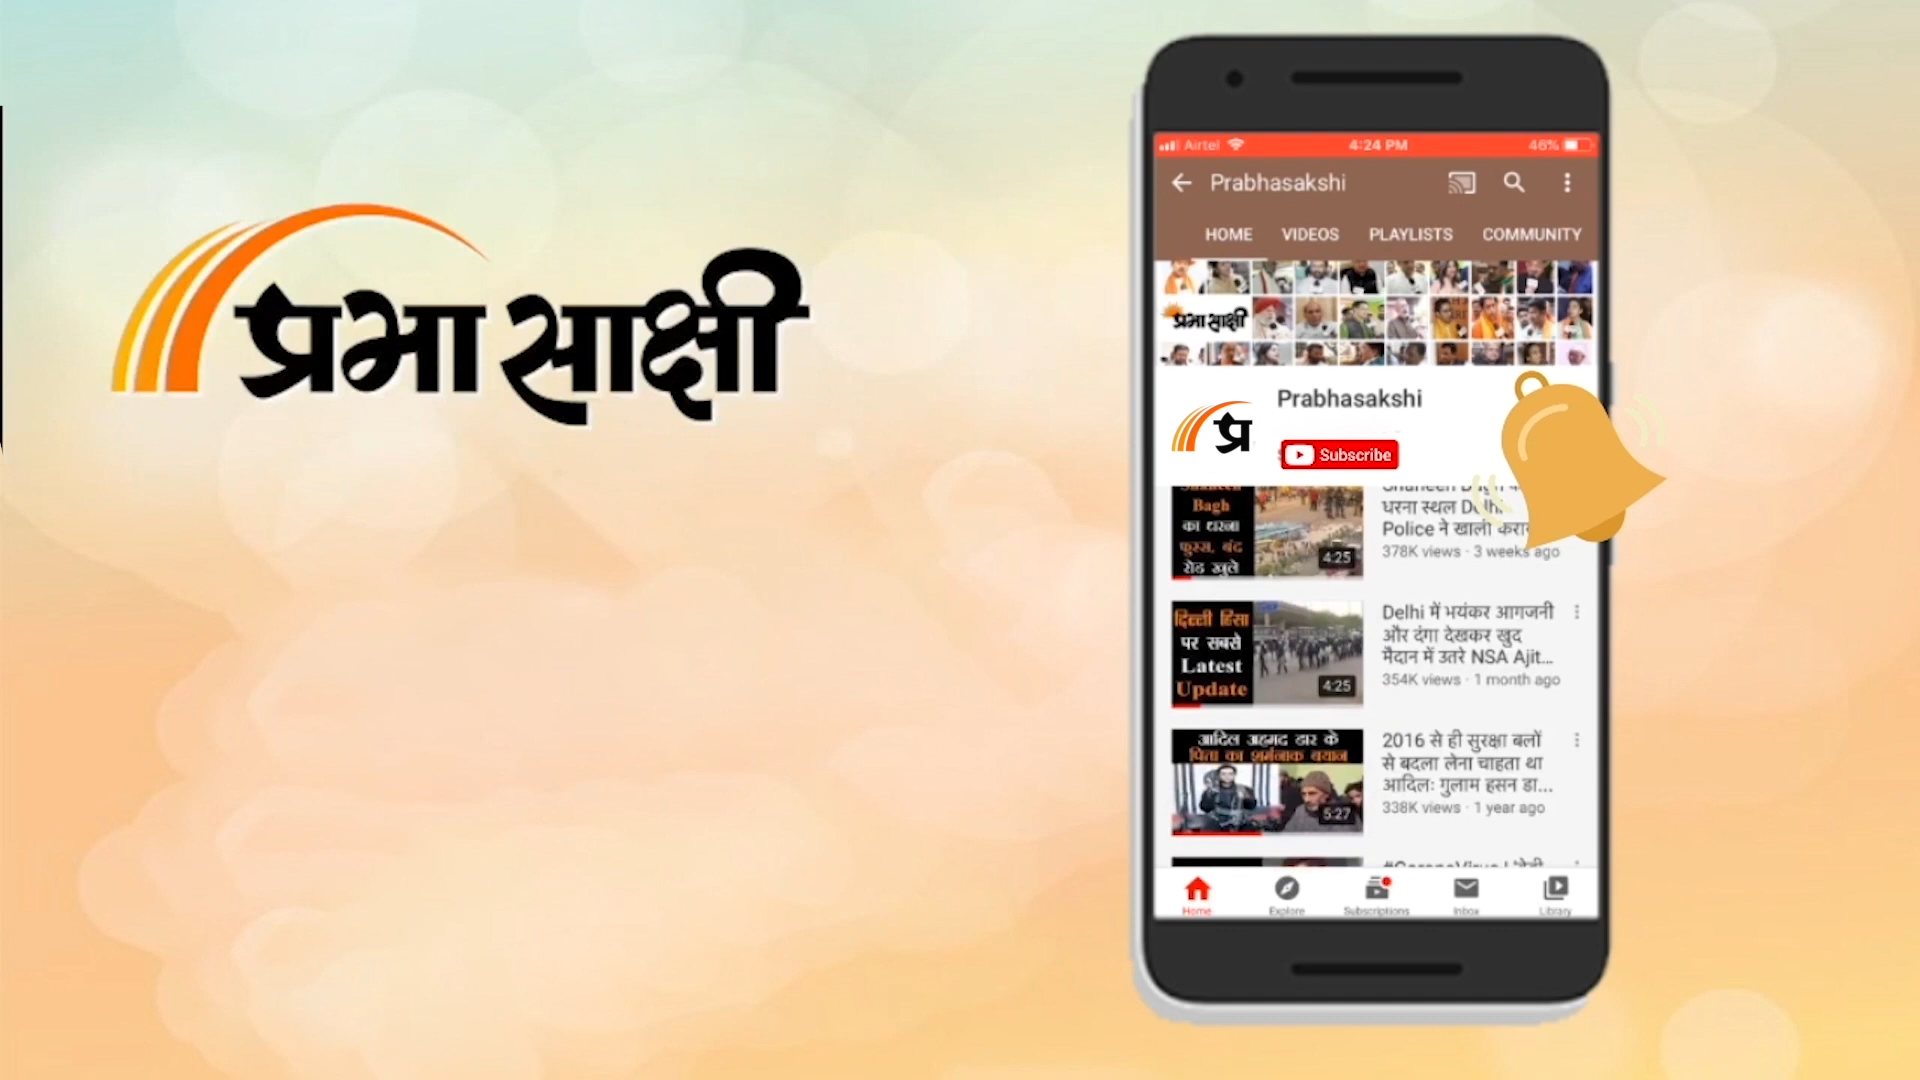 प्रभासाक्षी
Airtel 4:24 PM 46%
Prabhasakshi
HOME VIDEOS PLAYLISTS COMMUNITY
प्रभासाक्षी
Prabhasakshi
प्र
Subscribe
Bagh
का धरना
फुस्स, बंद
रोड खुले
4:25
धरना स्थल
Police ने खाली
378K views · 3 weeks ago
दिल्ली हिंसा
पर सबसे
Latest
Update
4:25
Delhi में भयंकर आगजनी
और दंगा देखकर खुद
मैदान में उतरे NSA Ajit...
354K views · 1 month ago
आदिल अहमद डार के
पिता का शर्मनाक बयान
5:27
2016 से ही सुरक्षा बलों
से बदला लेना चाहता था
आदिलः गुलाम हसन डा...
338K views · 1 year ago
Home Explore Subscriptions Inbox Library